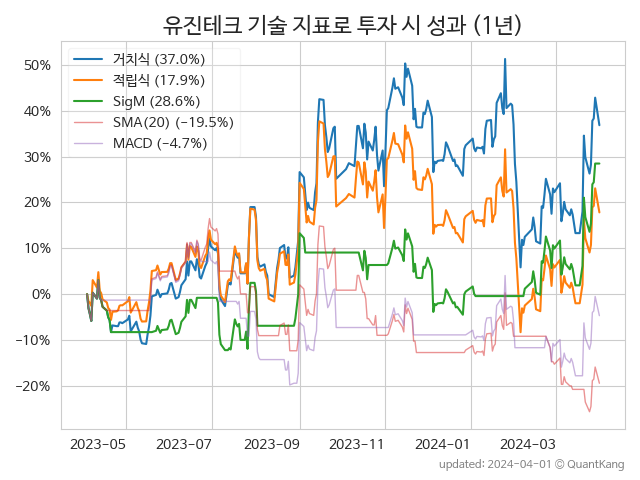 유진테크 기술 지표로 투자 시 성과 (1년)
거치식 (37.0%)
적립식 (17.9%)
SigM (28.6%)
SMA(20) (−19.5%)
MACD (−4.7%)
50%
40%
30%
20%
10%
0%
−10%
−20%
2023-05 2023-07 2023-09 2023-11 2024-01 2024-03
updated: 2024-04-01 © QuantKang